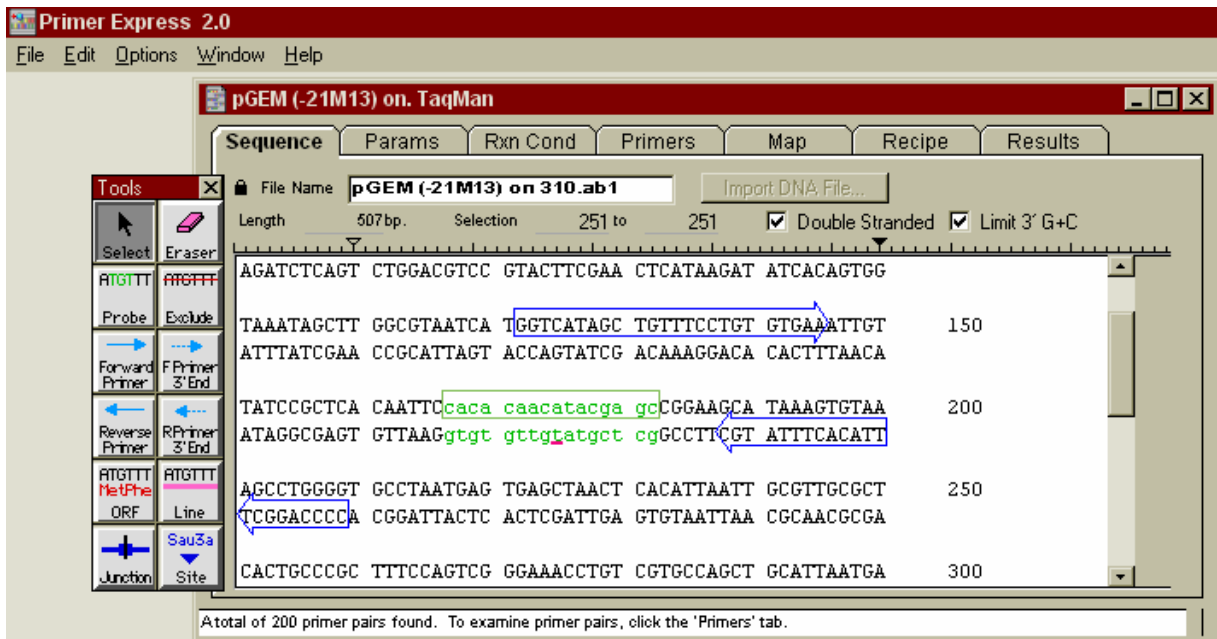 Primer Express 2.0
File Edit Options Window Help
pGEM (-21M13) on. TaqMan
Sequence Params Rxn Cond Primers Map Recipe Results
Tools
File Name pGEM (-21M13) on 310.ab1 Import DNA File...
Length 507 bp. Selection 251 to 251 Double Stranded Limit 3' G+C
Select Eraser
ATGTTT ATGTTT
Probe Exclude
Forward Primer F Primer 3'End
Reverse Primer RPrimer 3'End
ATGTTT ATGTTT
MetPhe
ORF Line
Sau3a
Junction Site
AGATCTCAGT CTGGACGTCC GTACTTCGAA CTCATAAGAT ATCACAGTGG
TAAATAGCTT GGCGTAATCA TGGTCATAGC TGTTTCCTGT GTGAAATTGT 150
ATTTATCGAA CCGCATTAGT ACCAGTATCG ACAAAGGACA CACTTTAACA
TATCCGCTCA CAATTCcaca caacatacga gcCGGAAGCA TAAAGTGTAA 200
ATAGGCGAGT GTTAAGgtgt gttgtatgct cgGCCTTCGT ATTTCACATT
AGCCTGGGGT GCCTAATGAG TGAGCTAACT CACATTAATT GCGTTGCGCT 250
TCGGACCCCA CGGATTACTC ACTCGATTGA GTGTAATTAA CGCAACGCGA
CACTGCCCGC TTTCCAGTCG GGAAACCTGT CGTGCCAGCT GCATTAATGA 300
A total of 200 primer pairs found. To examine primer pairs, click the 'Primers' tab.